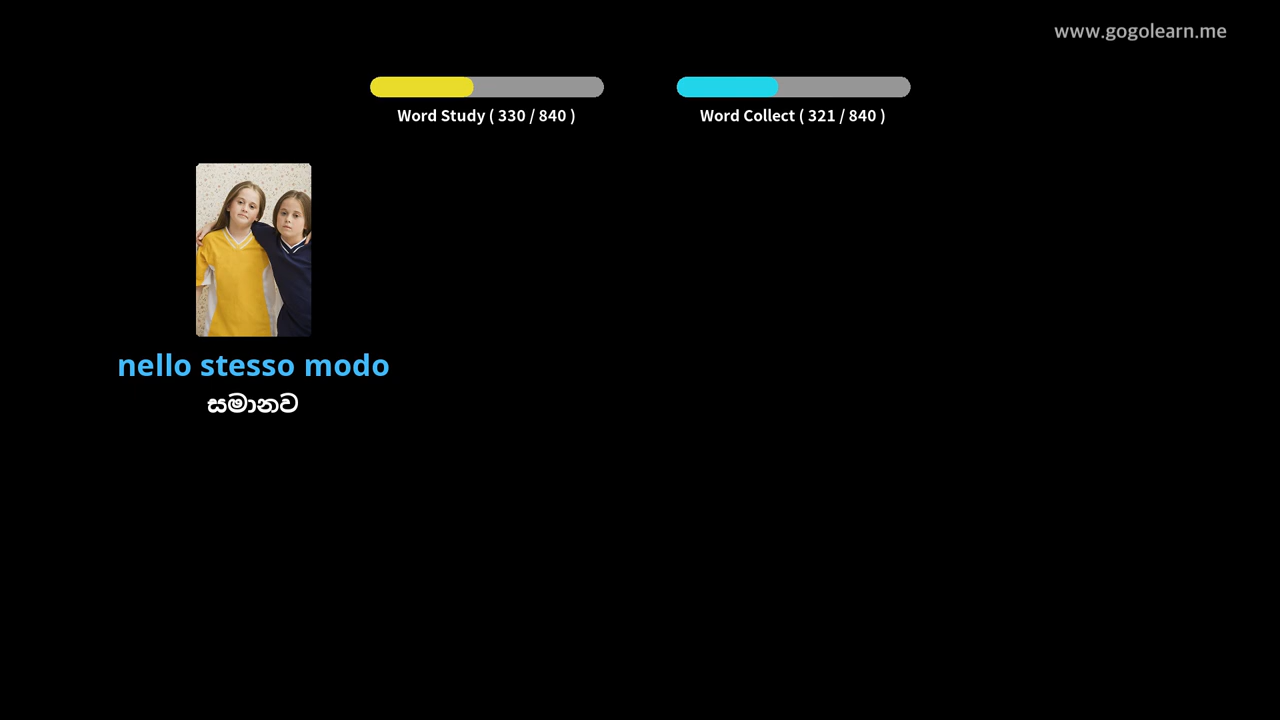 www.gogolearn.me
Word Study ( 330 / 840 )
Word Collect ( 321 / 840 )
nello stesso modo
සමානව